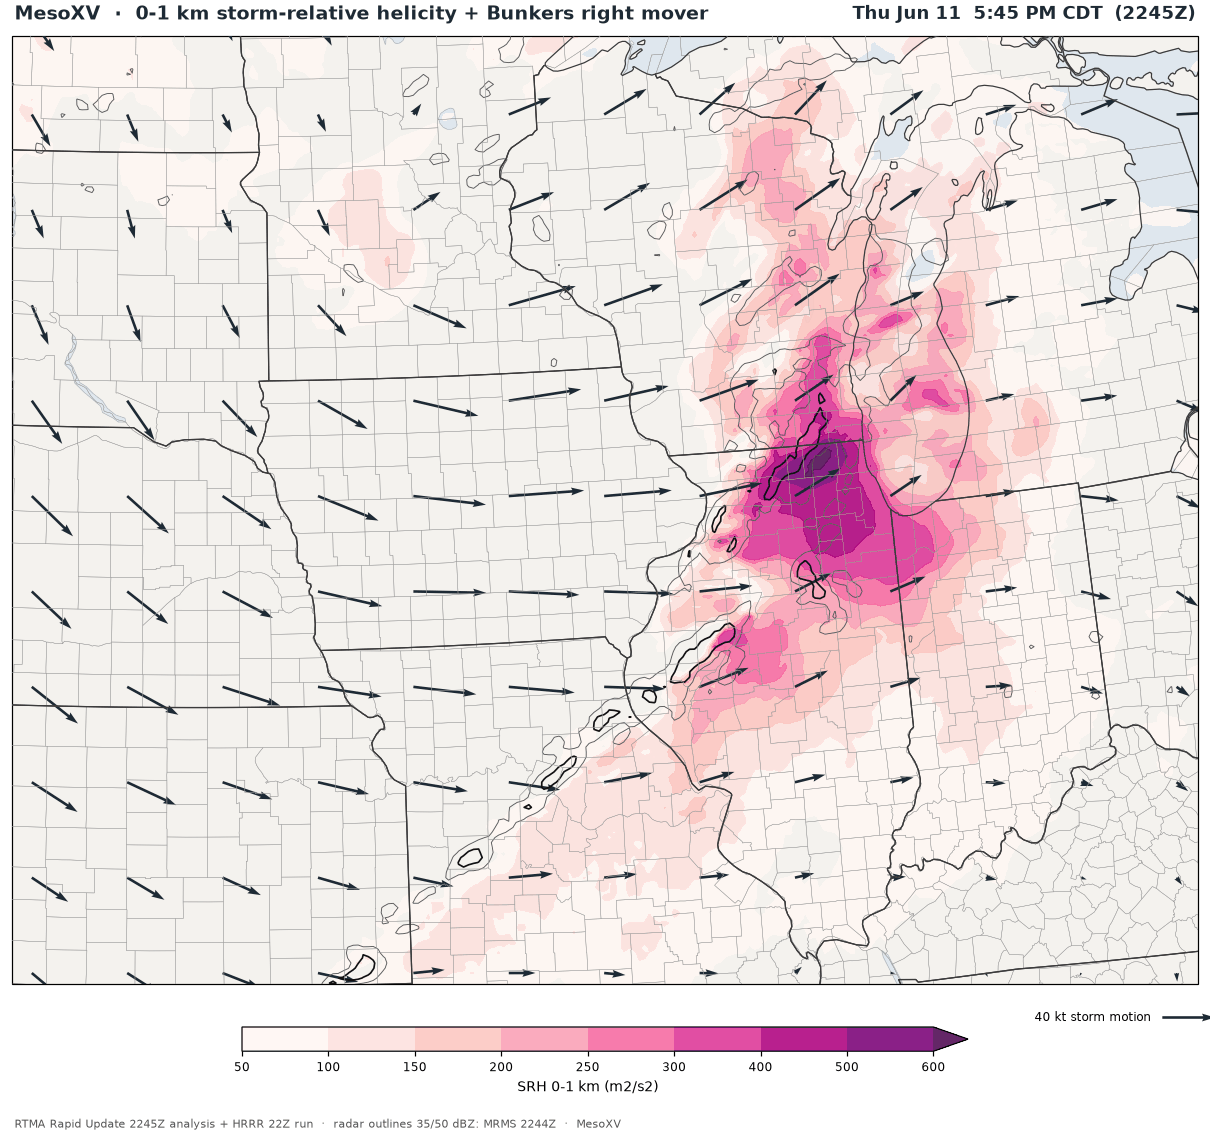 MesoXV · 0-1 km storm-relative helicity + Bunkers right mover
Thu Jun 11 5:45 PM CDT (2245Z)
40 kt storm motion
50 100 150 200 250 300 400 500 600
SRH 0-1 km (m2/s2)
RTMA Rapid Update 2245Z analysis + HRRR 22Z run · radar outlines 35/50 dBZ: MRMS 2244Z · MesoXV